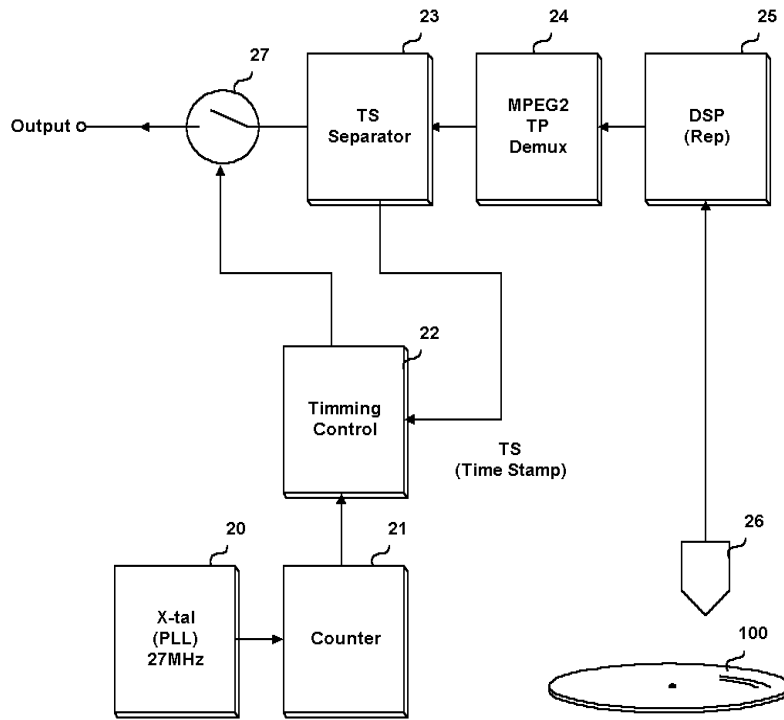 23
24
25
27
TS
Separator
MPEG2
TP
Demux
DSP
(Rep)
Output
22
Timming
Control
TS
(Time Stamp)
20
21
26
X-tal
(PLL)
27MHz
Counter
100